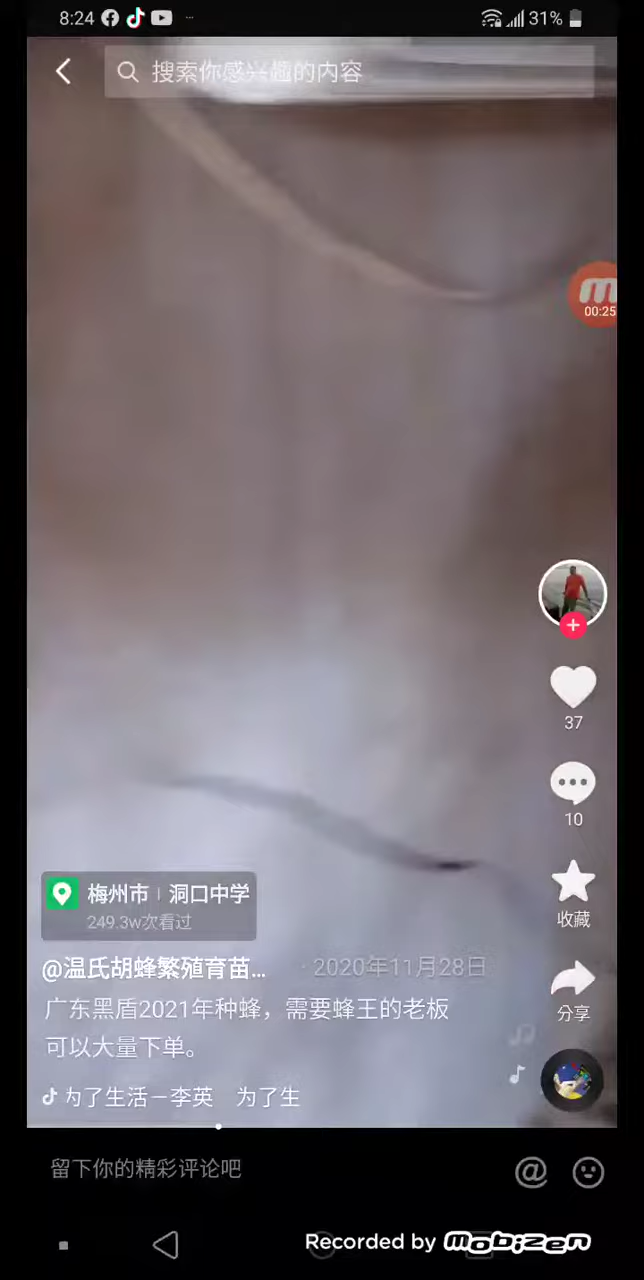 8:24
31%
搜索你感兴趣的内容
00:25
37
10
收藏
分享
梅州市 | 洞口中学
249.3w次看过
@温氏胡蜂繁殖育苗... · 2020年11月28日
广东黑盾2021年种蜂，需要蜂王的老板
可以大量下单。
为了生活－李英 为了生
留下你的精彩评论吧
Recorded by mobizen